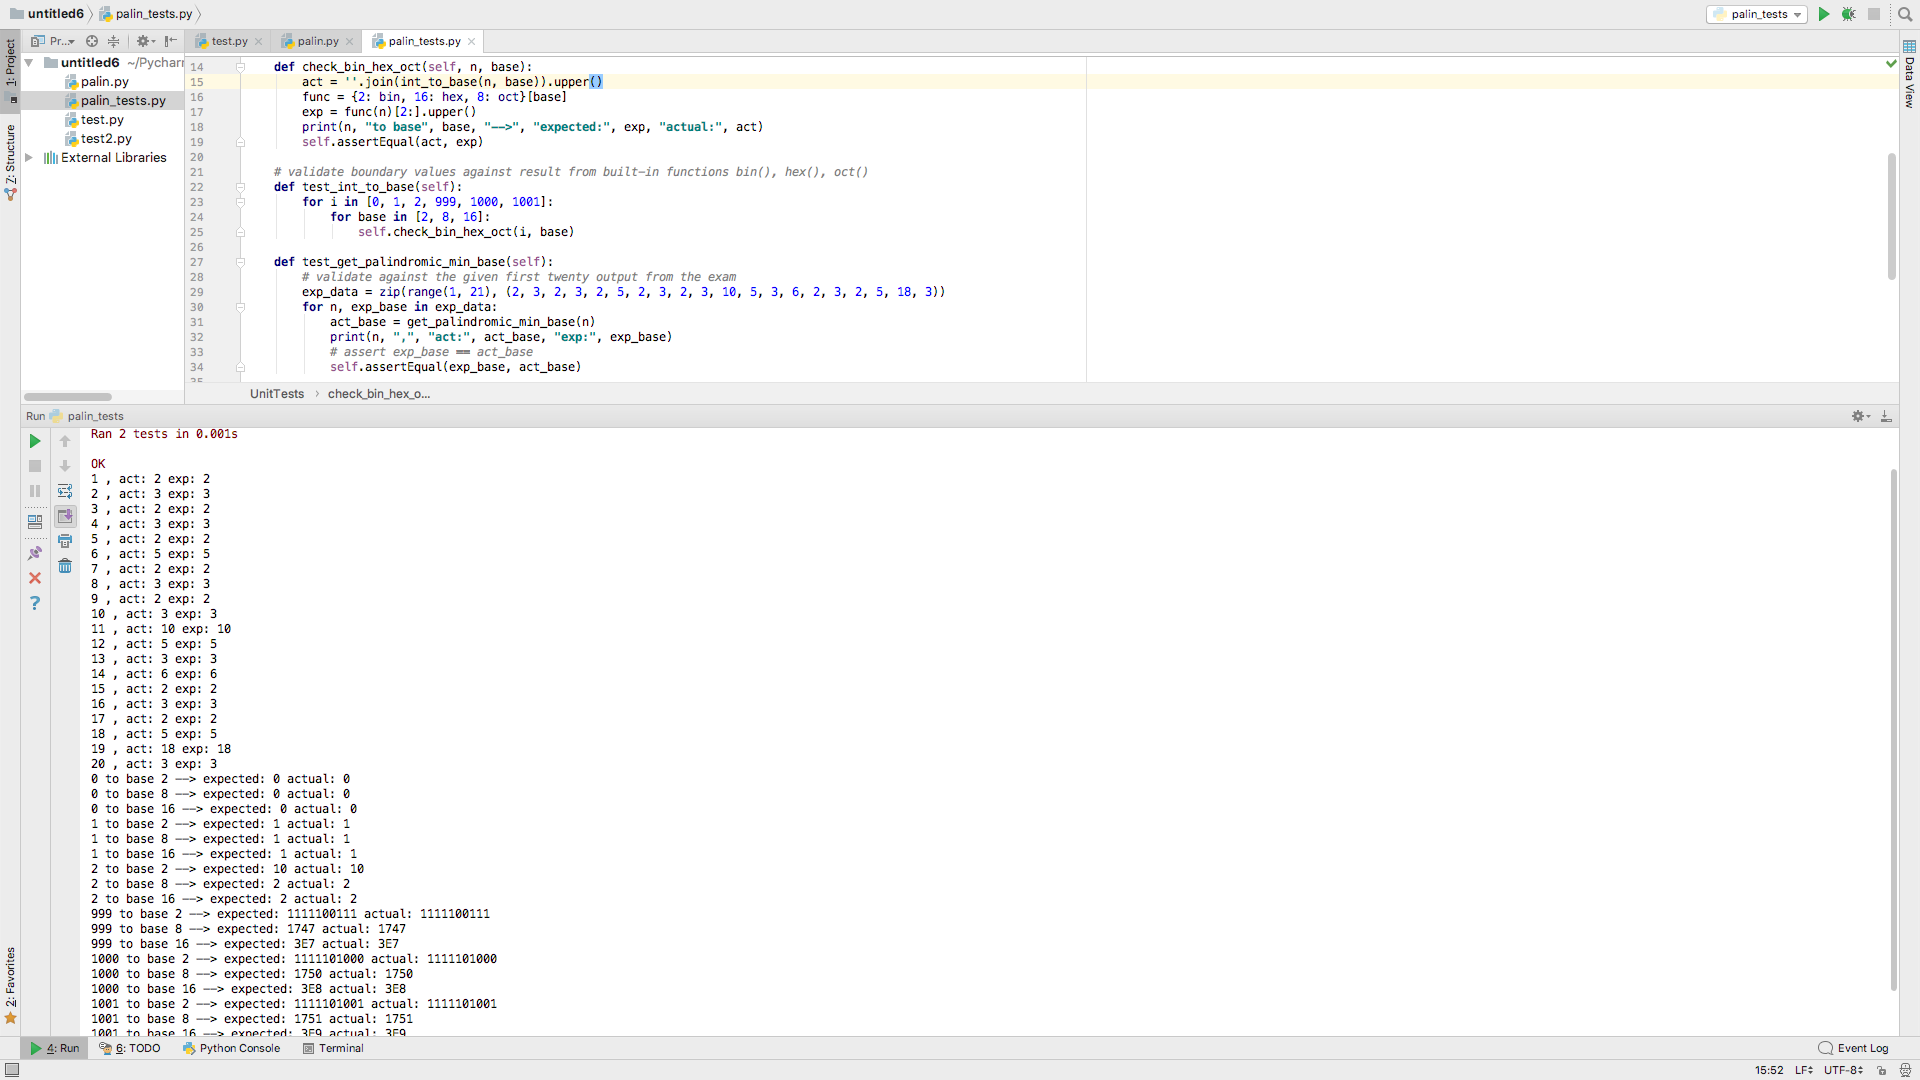 untitled6 palin_tests.py palin_tests
1: Project Pr... test.py palin.py palin_tests.py
untitled6 ~/Pychar
palin.py
palin_tests.py
test.py
test2.py
External Libraries
Z: Structure
2: Favorites
Data View
14 def check_bin_hex_oct(self, n, base):
15 act = ''.join(int_to_base(n, base)).upper()
16 func = {2: bin, 16: hex, 8: oct}[base]
17 exp = func(n)[2:].upper()
18 print(n, "to base", base, "-->", "expected:", exp, "actual:", act)
19 self.assertEqual(act, exp)
20
21 # validate boundary values against result from built-in functions bin(), hex(), oct()
22 def test_int_to_base(self):
23 for i in [0, 1, 2, 999, 1000, 1001]:
24 for base in [2, 8, 16]:
25 self.check_bin_hex_oct(i, base)
26
27 def test_get_palindromic_min_base(self):
28 # validate against the given first twenty output from the exam
29 exp_data = zip(range(1, 21), (2, 3, 2, 3, 2, 5, 2, 3, 2, 3, 10, 5, 3, 6, 2, 3, 2, 5, 18, 3))
30 for n, exp_base in exp_data:
31 act_base = get_palindromic_min_base(n)
32 print(n, ",", "act:", act_base, "exp:", exp_base)
33 # assert exp_base == act_base
34 self.assertEqual(exp_base, act_base)
35
UnitTests check_bin_hex_o...
Run palin_tests
Ran 2 tests in 0.001s
OK
1 , act: 2 exp: 2
2 , act: 3 exp: 3
3 , act: 2 exp: 2
4 , act: 3 exp: 3
5 , act: 2 exp: 2
6 , act: 5 exp: 5
7 , act: 2 exp: 2
8 , act: 3 exp: 3
9 , act: 2 exp: 2
10 , act: 3 exp: 3
11 , act: 10 exp: 10
12 , act: 5 exp: 5
13 , act: 3 exp: 3
14 , act: 6 exp: 6
15 , act: 2 exp: 2
16 , act: 3 exp: 3
17 , act: 2 exp: 2
18 , act: 5 exp: 5
19 , act: 18 exp: 18
20 , act: 3 exp: 3
0 to base 2 --> expected: 0 actual: 0
0 to base 8 --> expected: 0 actual: 0
0 to base 16 --> expected: 0 actual: 0
1 to base 2 --> expected: 1 actual: 1
1 to base 8 --> expected: 1 actual: 1
1 to base 16 --> expected: 1 actual: 1
2 to base 2 --> expected: 10 actual: 10
2 to base 8 --> expected: 2 actual: 2
2 to base 16 --> expected: 2 actual: 2
999 to base 2 --> expected: 1111100111 actual: 1111100111
999 to base 8 --> expected: 1747 actual: 1747
999 to base 16 --> expected: 3E7 actual: 3E7
1000 to base 2 --> expected: 1111101000 actual: 1111101000
1000 to base 8 --> expected: 1750 actual: 1750
1000 to base 16 --> expected: 3E8 actual: 3E8
1001 to base 2 --> expected: 1111101001 actual: 1111101001
1001 to base 8 --> expected: 1751 actual: 1751
1001 to base 16 --> expected: 3E9 actual: 3E9
4: Run 6: TODO Python Console Terminal Event Log
15:52 LF UTF-8